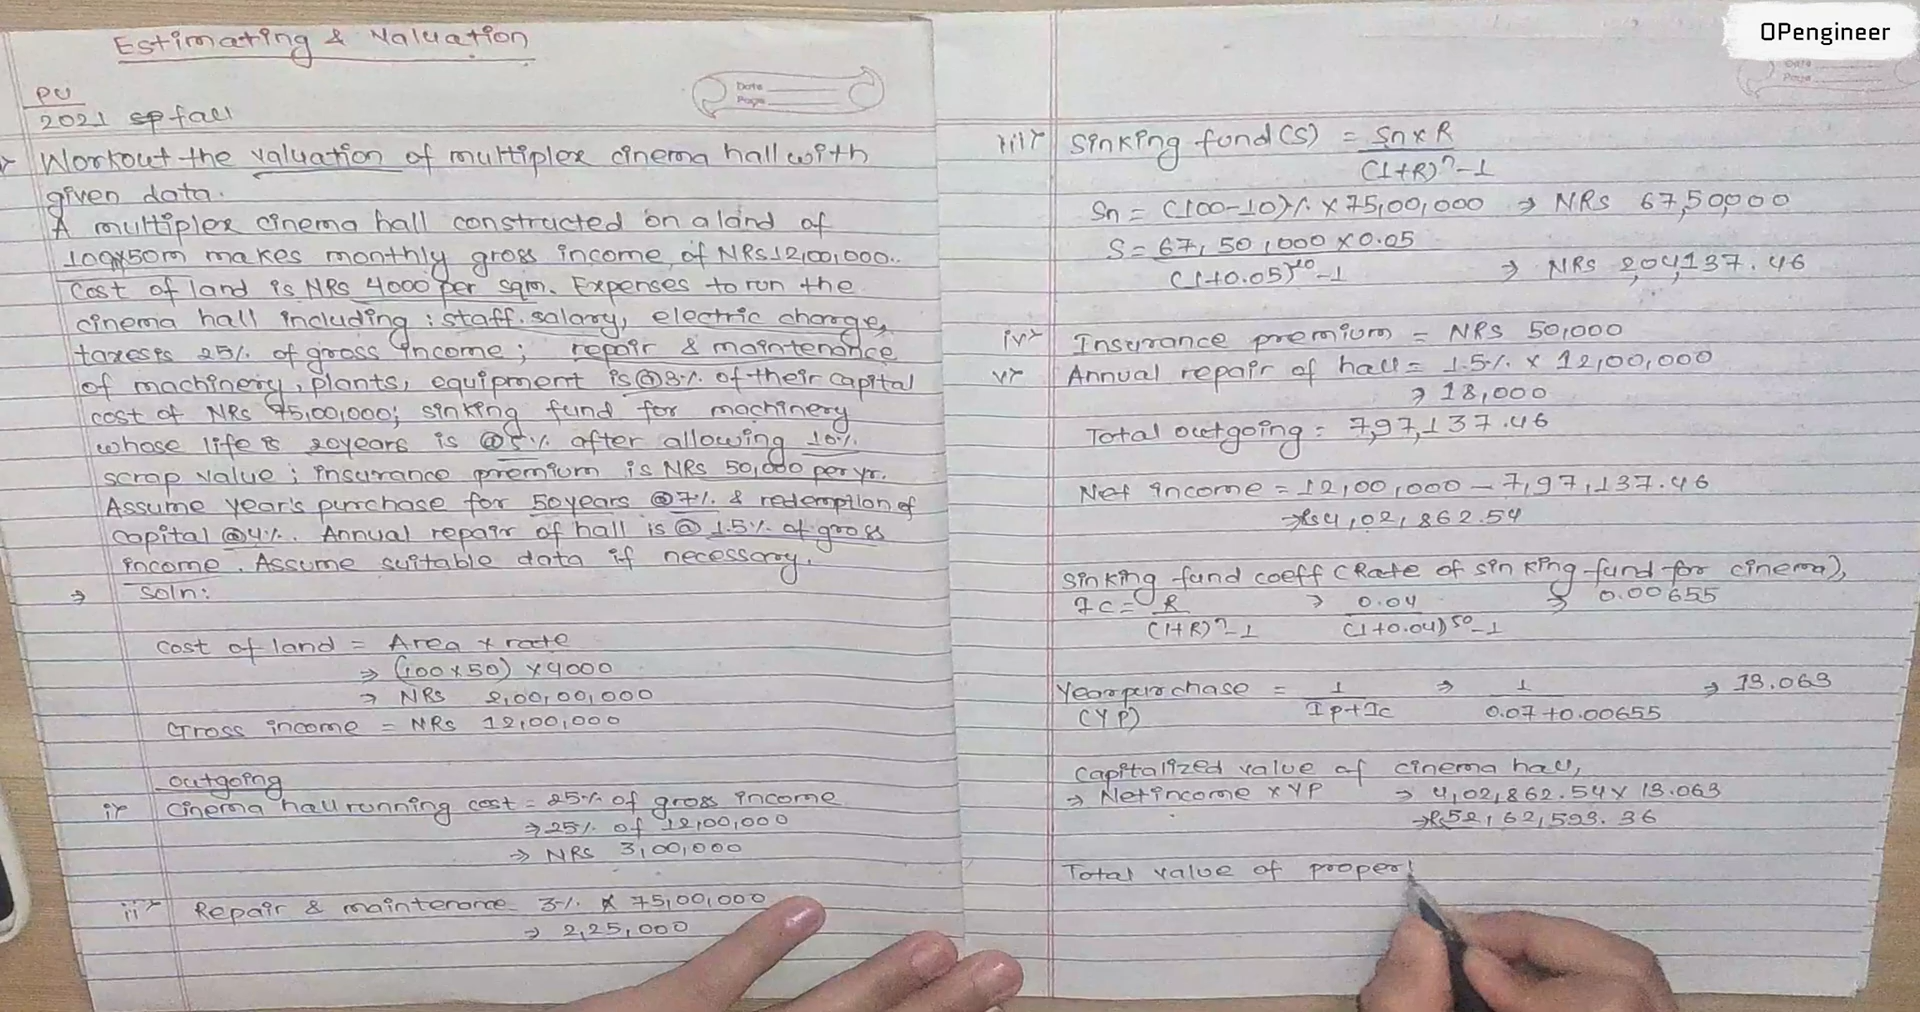 OPengineer
Estimating & Valuation
Date
Page
PU
2021 fall
Workout the valuation of multiplex cinema hall with
given data.
A multiplex cinema hall constructed on a land of
100x50m makes monthly gross income of NRs 12,00,000..
Cost of land is NRs 4000 per sqm. Expenses to run the
cinema hall including : staff salary, electric charge,
taxes is 25% of gross income; repair & maintenance
of machinery, plants, equipment is @3% of their capital
cost of NRs 75,00,000; sinking fund for machinery
whose life is 20years is @5% after allowing 10%
scrap value; insurance premium is NRs 50,000 per yr.
Assume year's purchase for 50years @7% & redemption of
capital @4%. Annual repair of hall is @ 1.5% of gross
income. Assume suitable data if necessary.
⇒ soln:
Cost of land = Area x rate
⇒ (100x50) x4000
→ NRs 2,00,00,000
Gross income = NRs 12,00,000
outgoing
i> Cinema hall running cost = 25% of gross income
⇒ 25% of 12,00,000
⇒ NRs 3,00,000
ii> Repair & maintenance = 3% x 75,00,000
⇒ 2,25,000
Date
Page
iii> Sinking fund (S) = Sn x R
(1+R)^n-1
Sn = (100-10)% x 75,00,000 ⇒ NRs 67,50,000
S = 67,50,000 x 0.05
(1+0.05)^20-1 ⇒ NRs 2,04,137.46
iv> Insurance premium = NRs 50,000
v> Annual repair of hall = 1.5% x 12,00,000
⇒ 18,000
Total outgoing = 7,97,137.46
Net income = 12,00,000 - 7,97,137.46
⇒ Rs 4,02,862.54
Sinking fund coeff (Rate of sinking fund for cinema),
Ic = R ⇒ 0.04 ⇒ 0.00655
(1+R)^n-1 (1+0.04)^50-1
Year purchase = 1 ⇒ 1 ⇒ 13.063
(YP) Ip+Ic 0.07+0.00655
Capitalized value of cinema hall,
⇒ Net income x YP ⇒ 4,02,862.54 x 13.063
⇒ Rs 52,62,593.36
Total value of proper